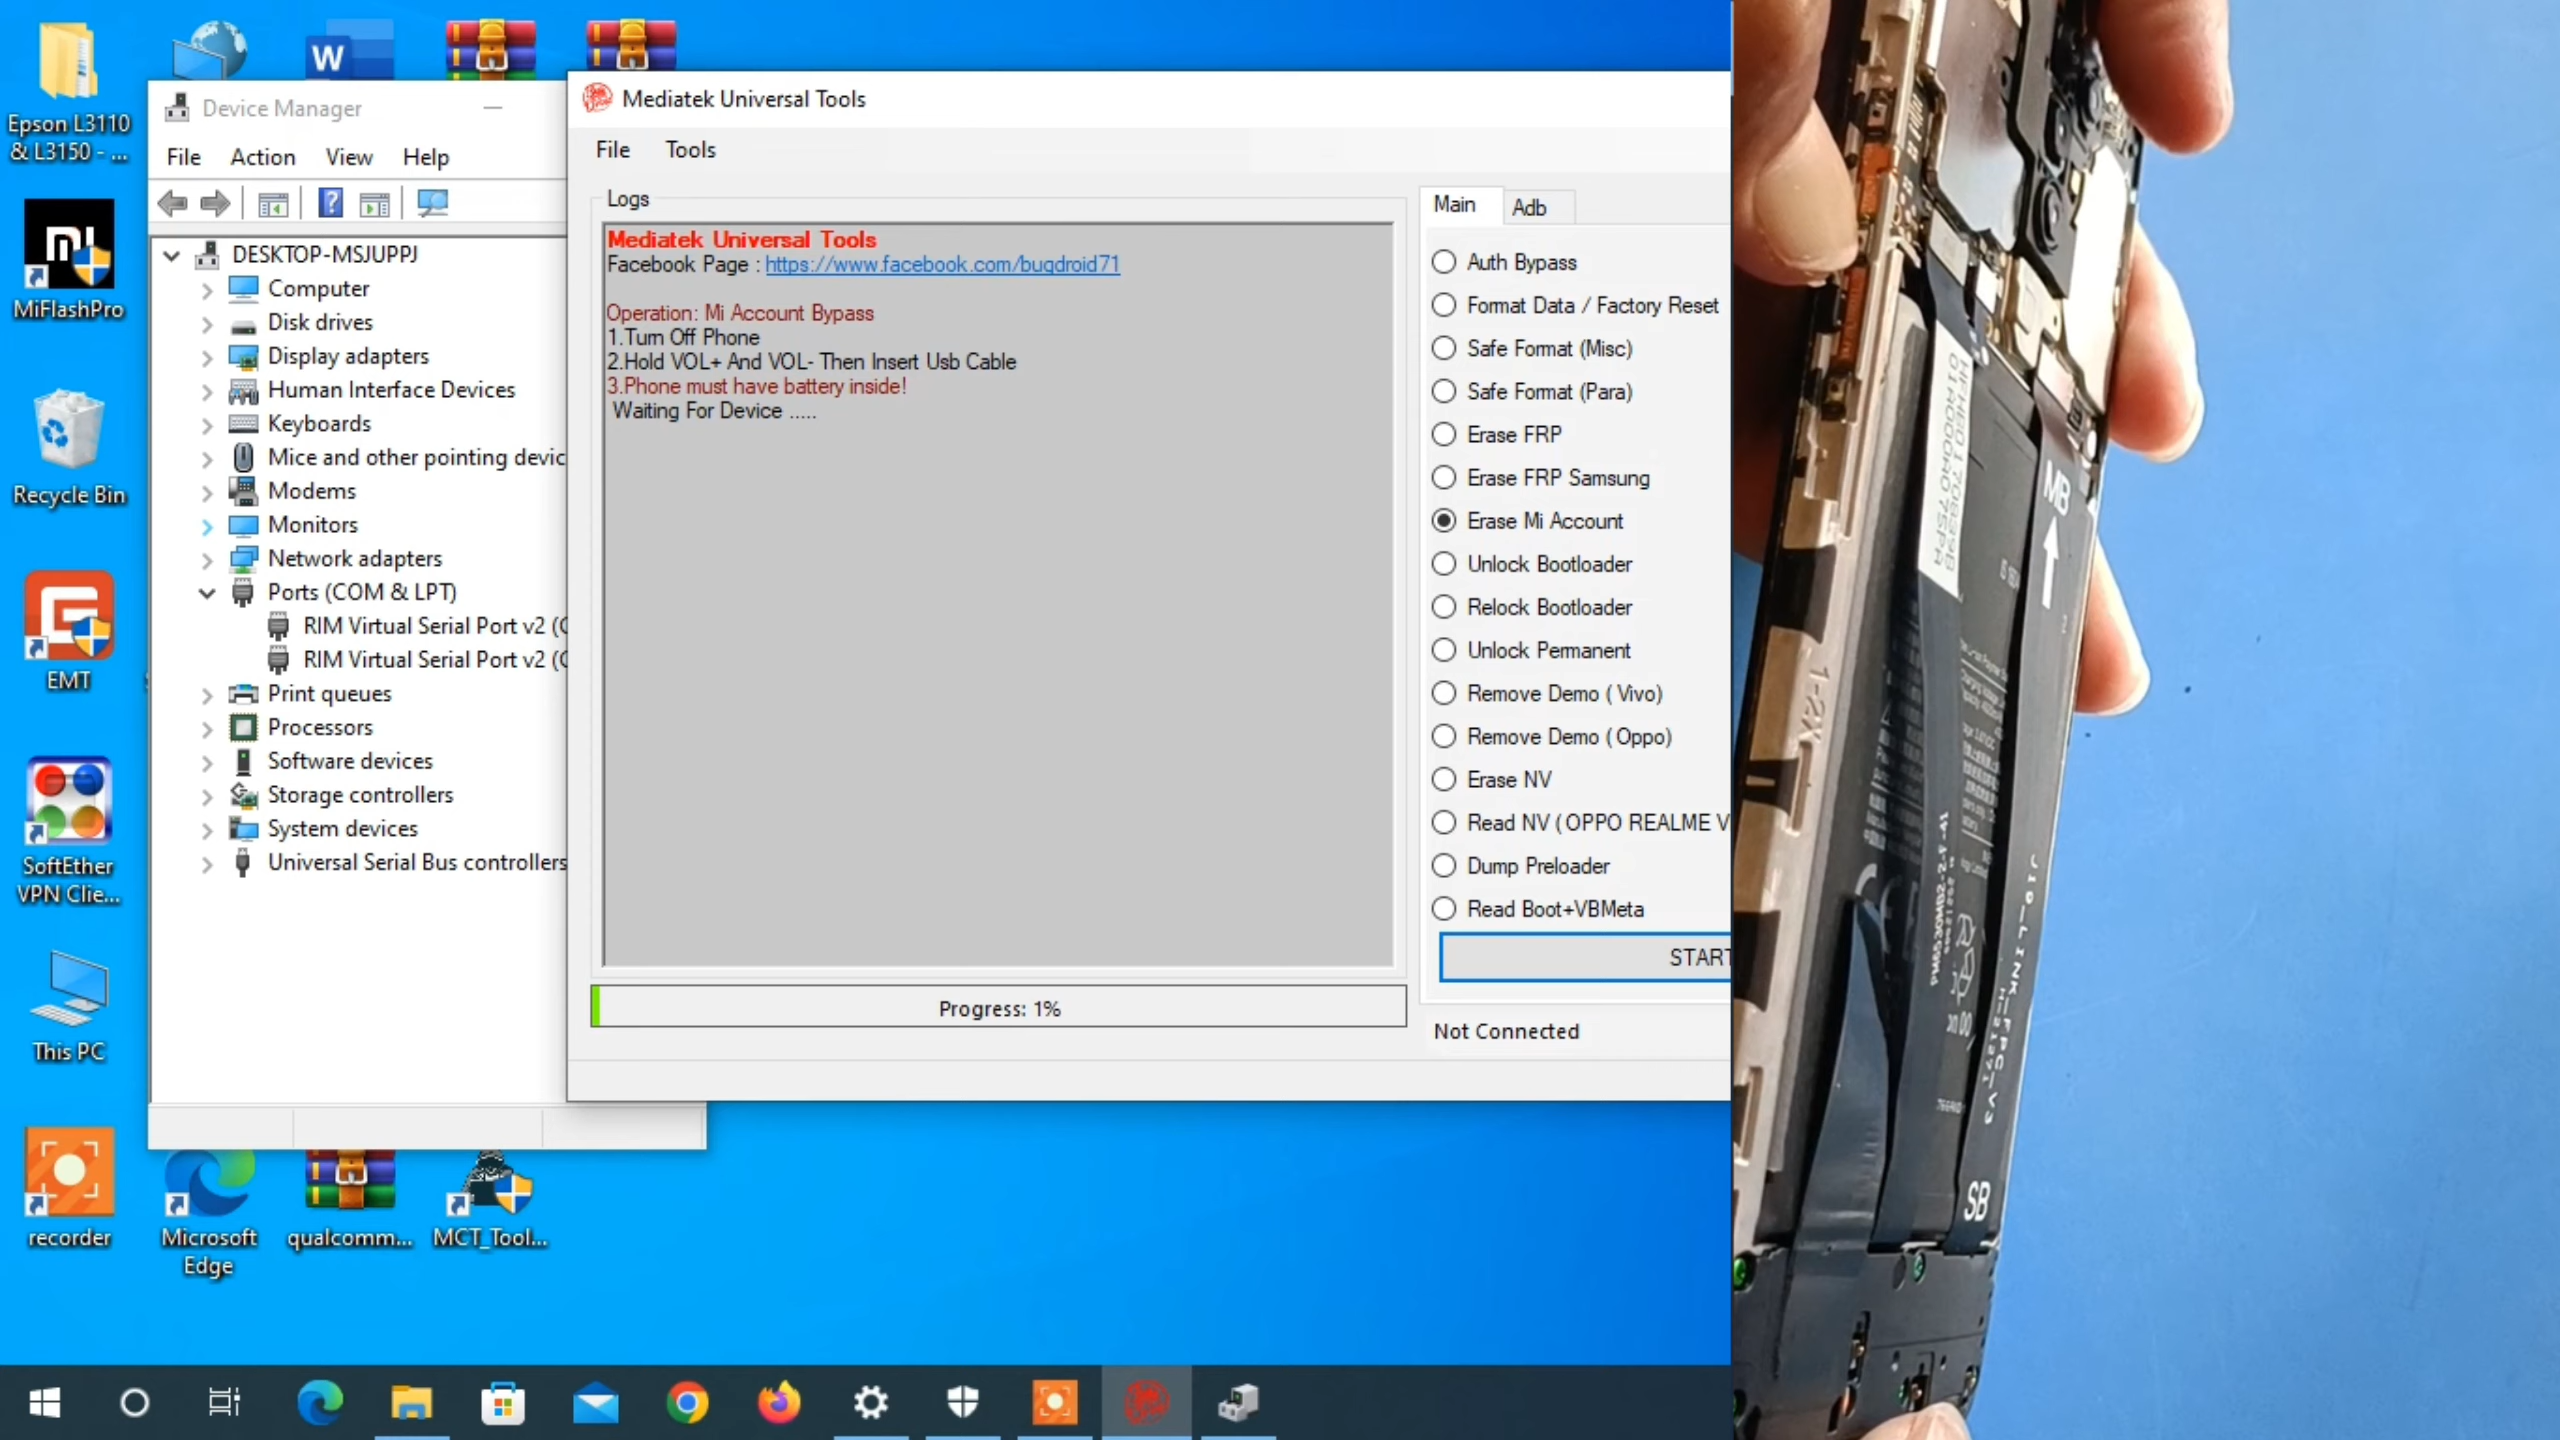 Epson L3110
& L3150 - ...
MiFlashPro
Recycle Bin
EMT
SoftEther
VPN Clie...
This PC
recorder
Microsoft
Edge
qualcomm...
MCT_Tool...
Device Manager
File Action View Help
DESKTOP-MSJUPPJ
Computer
Disk drives
Display adapters
Human Interface Devices
Keyboards
Mice and other pointing devic
Modems
Monitors
Network adapters
Ports (COM & LPT)
RIM Virtual Serial Port v2 (C
RIM Virtual Serial Port v2 (C
Print queues
Processors
Software devices
Storage controllers
System devices
Universal Serial Bus controllers
Mediatek Universal Tools
File Tools
Logs
Mediatek Universal Tools
Facebook Page : https://www.facebook.com/bugdroid71
Operation: Mi Account Bypass
1.Turn Off Phone
2.Hold VOL+ And VOL- Then Insert Usb Cable
3.Phone must have battery inside!
Waiting For Device .....
Progress: 1%
Main Adb
Auth Bypass
Format Data / Factory Reset
Safe Format (Misc)
Safe Format (Para)
Erase FRP
Erase FRP Samsung
Erase Mi Account
Unlock Bootloader
Relock Bootloader
Unlock Permanent
Remove Demo ( Vivo)
Remove Demo ( Oppo)
Erase NV
Read NV ( OPPO REALME V
Dump Preloader
Read Boot+VBMeta
START
Not Connected
MB
1-2X
SB